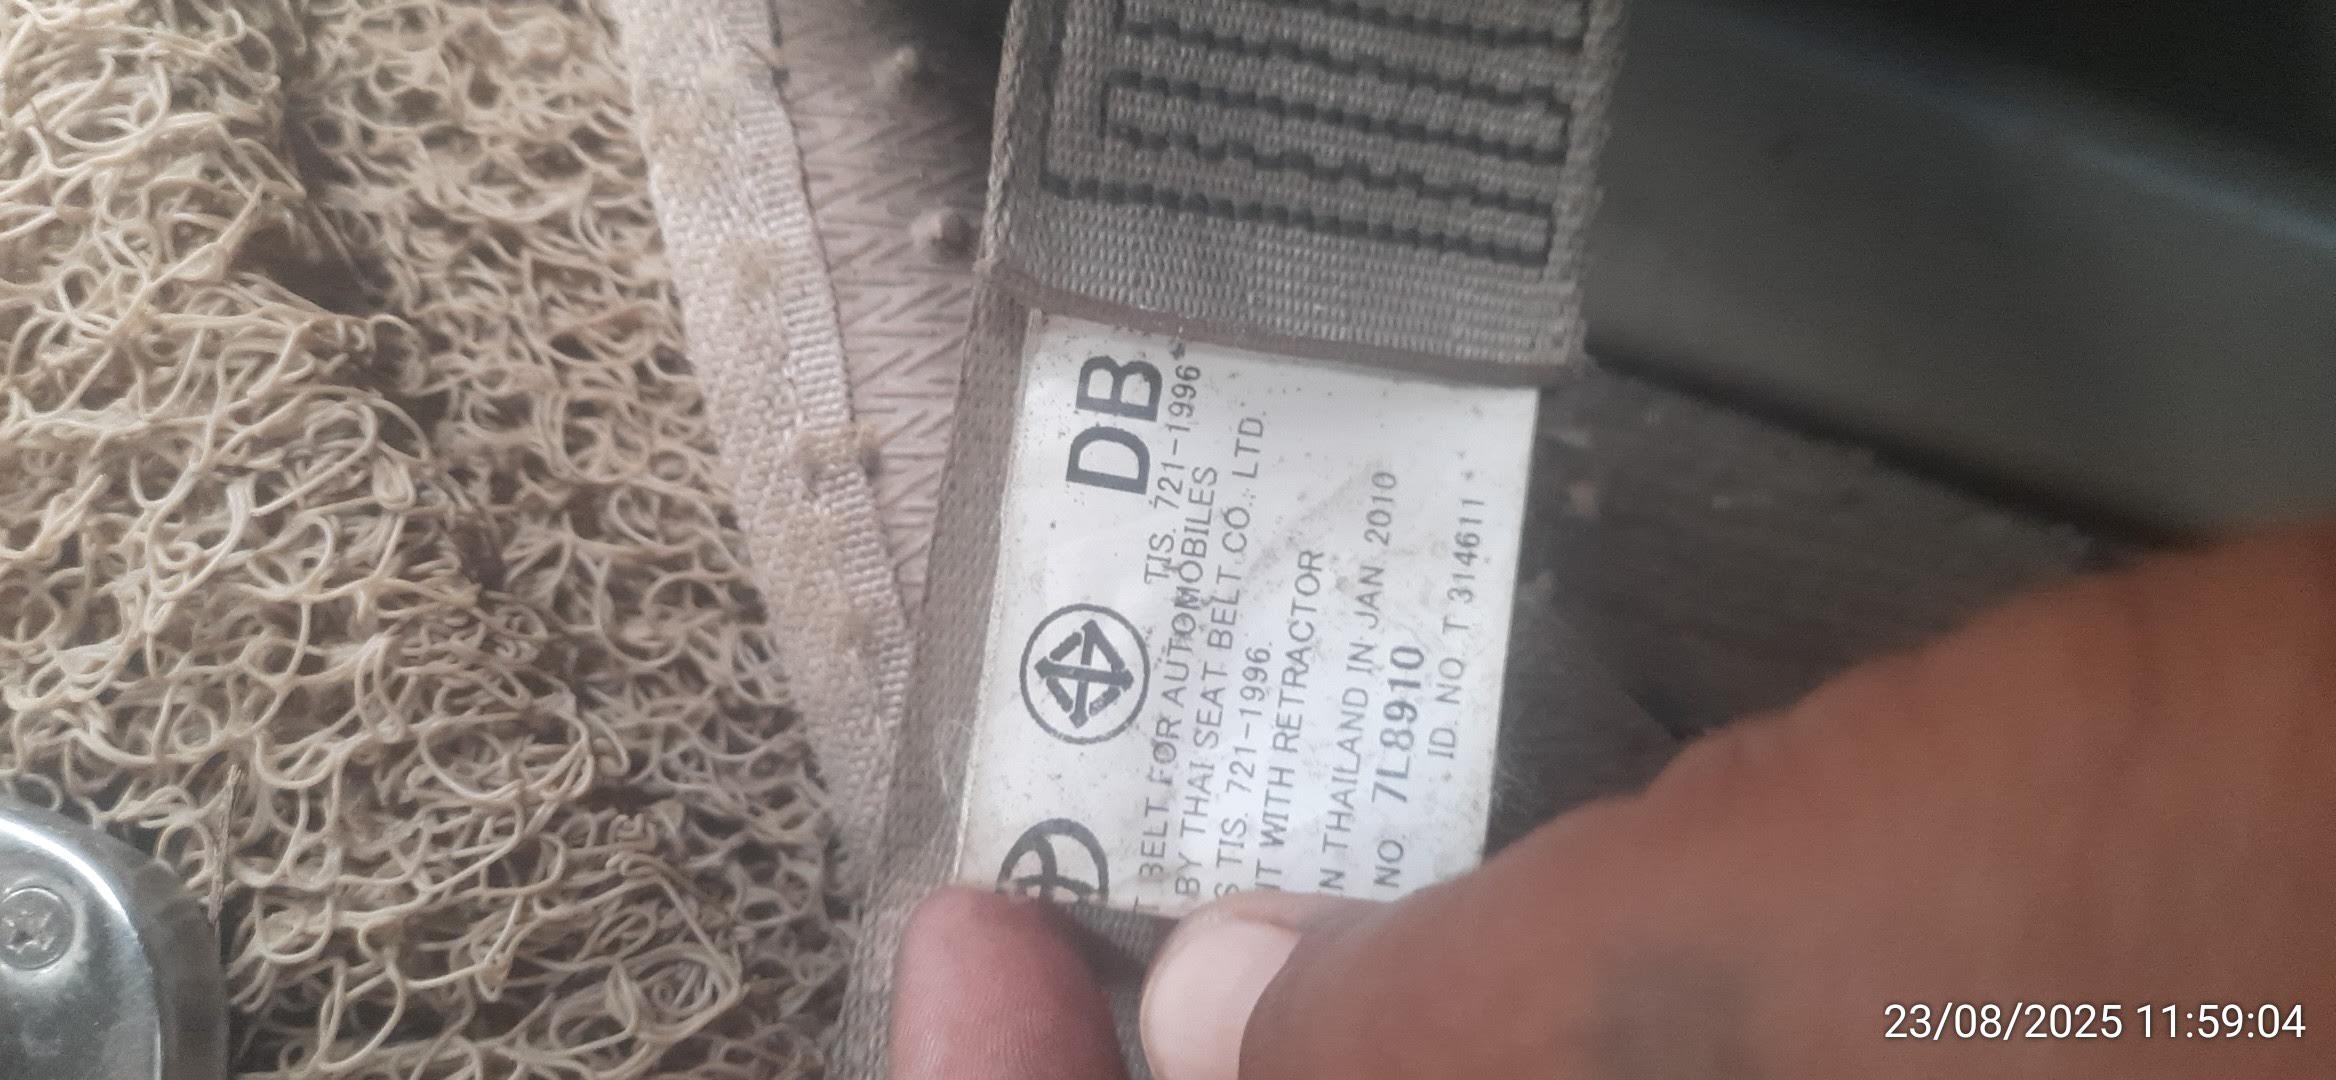 DB
TIS. 721-1996
T BELT FOR AUTOMOBILES
BY THAI SEAT BELT CO., LTD.
S TIS. 721-1996.
IT WITH RETRACTOR
N THAILAND IN JAN. 2010
NO. 7L8910
ID. NO. T 314611
23/08/2025 11:59:04